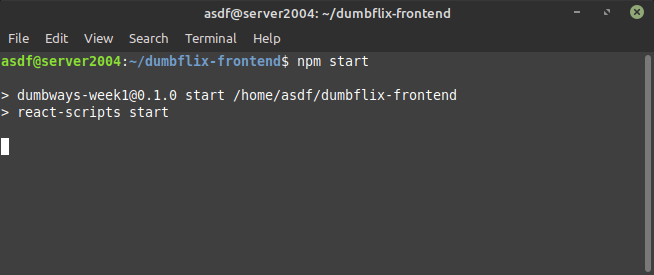 asdf@server2004: ~/dumbflix-frontend
File Edit View Search Terminal Help
asdf@server2004:~/dumbflix-frontend$ npm start
> dumbways-week1@0.1.0 start /home/asdf/dumbflix-frontend
> react-scripts start